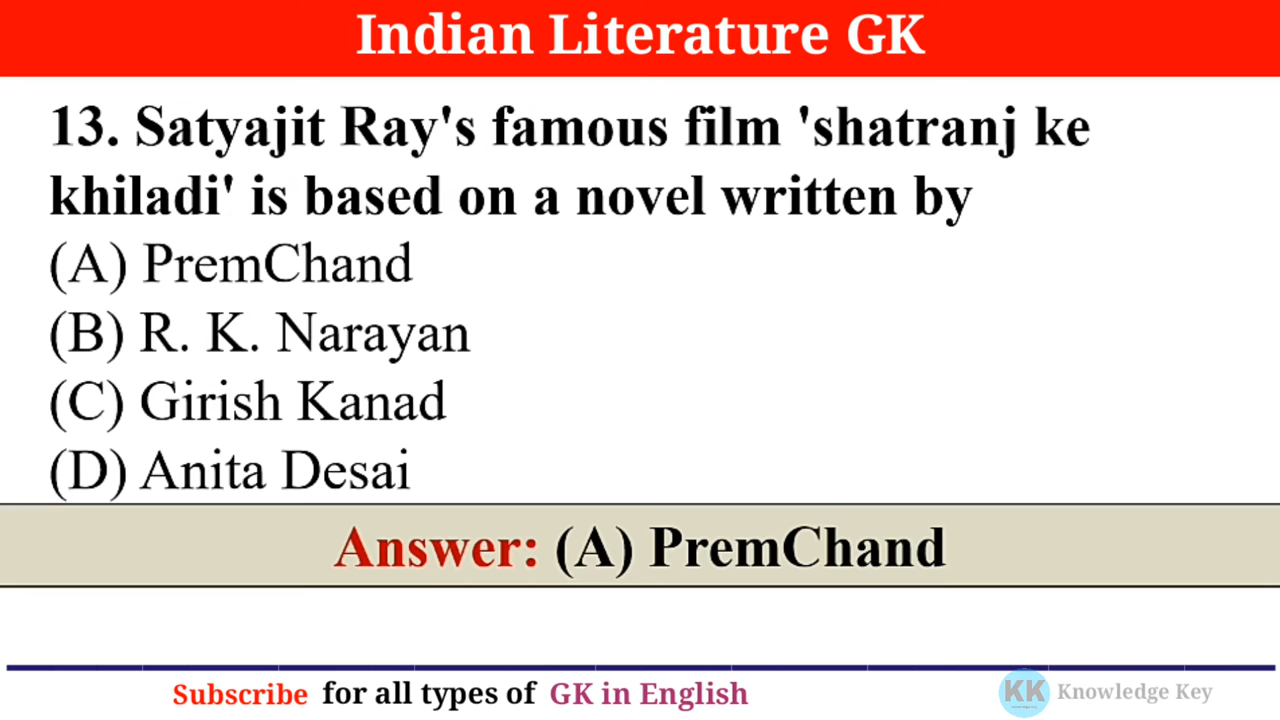 Indian Literature GK
13. Satyajit Ray's famous film 'shatranj ke
khiladi' is based on a novel written by
(A) PremChand
(B) R. K. Narayan
(C) Girish Kanad
(D) Anita Desai
Answer: (A) PremChand
Subscribe for all types of GK in English
KK Knowledge Key